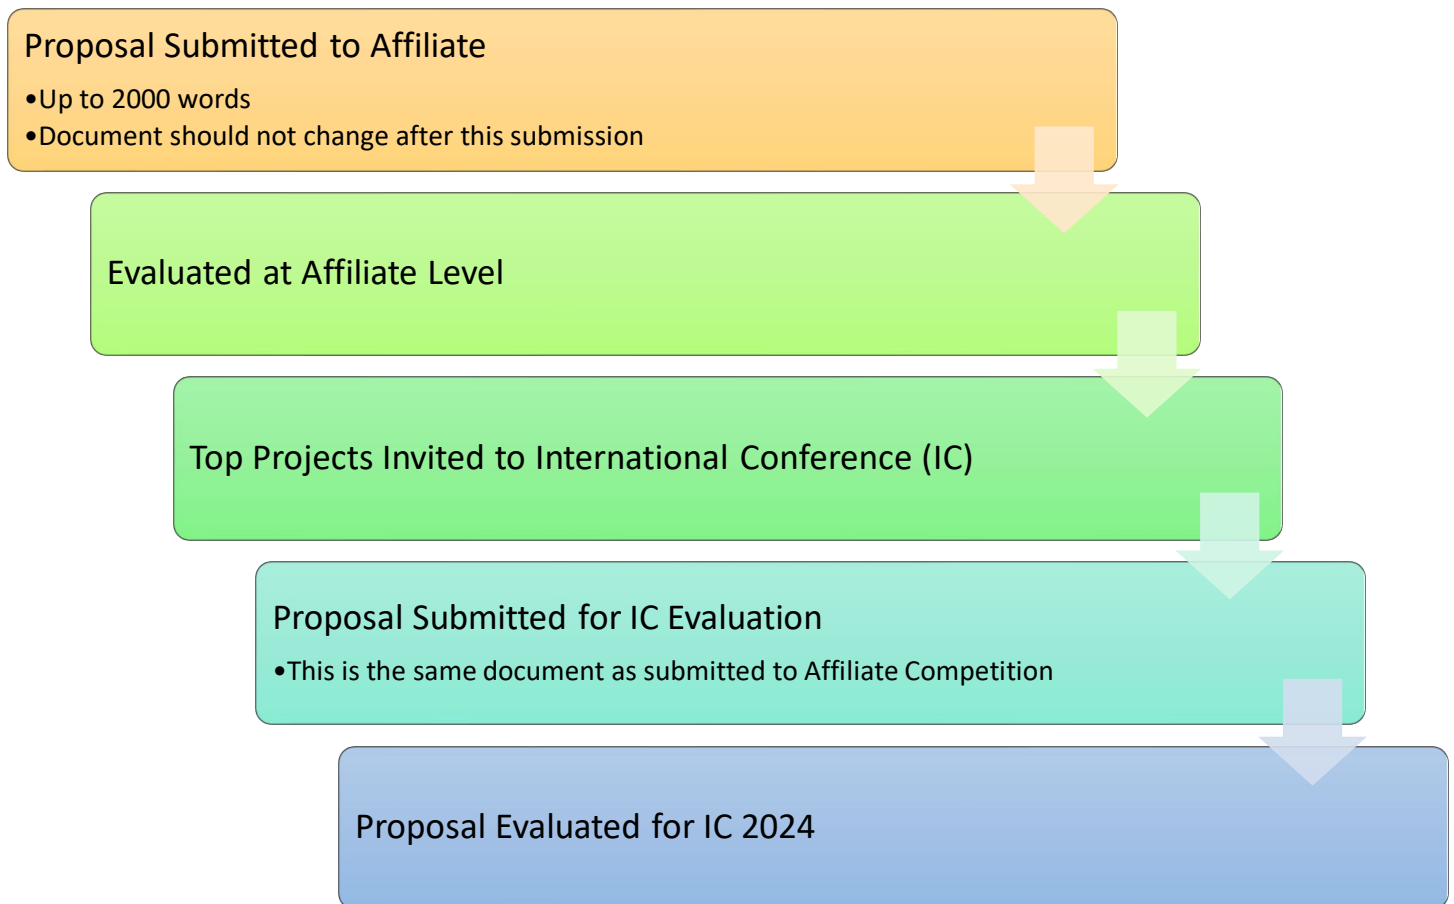 Proposal Submitted to Affiliate
•Up to 2000 words
•Document should not change after this submission
Evaluated at Affiliate Level
Top Projects Invited to International Conference (IC)
Proposal Submitted for IC Evaluation
•This is the same document as submitted to Affiliate Competition
Proposal Evaluated for IC 2024